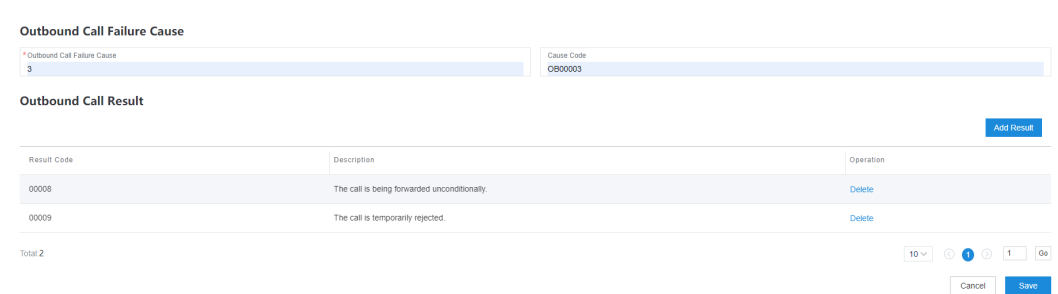 Outbound Call Failure Cause
* Outbound Call Failure Cause Cause Code
3 OB00003
Outbound Call Result
Add Result
Result Code Description Operation
00008 The call is being forwarded unconditionally. Delete
00009 The call is temporarily rejected. Delete
Total 2 10 1 1 Go
Cancel Save